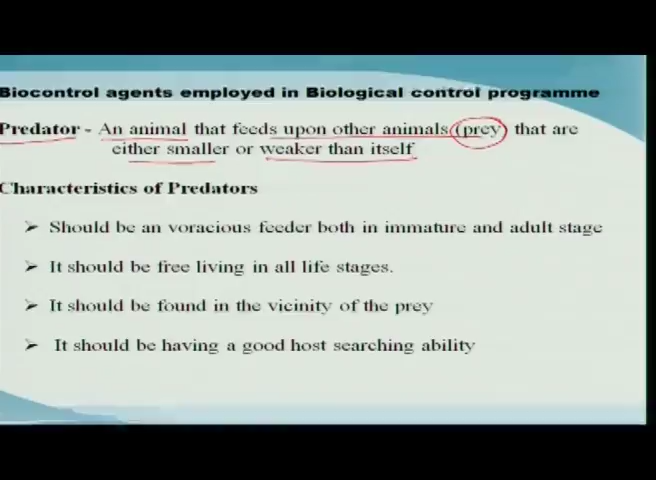 Biocontrol agents employed in Biological control programme
Predator - An animal that feeds upon other animals (prey) that are
either smaller or weaker than itself
Characteristics of Predators
➢ Should be an voracious feeder both in immature and adult stage
➢ It should be free living in all life stages.
➢ It should be found in the vicinity of the prey
➢ It should be having a good host searching ability